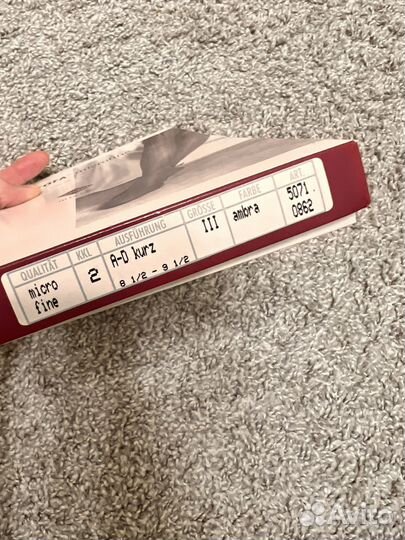 QUALITÄT KKL AUSFÜHRUNG GRÖSSE FARBE ART.
micro fine 2 A-D kurz III ambra 5071.
8 1/2 - 9 1/2 0862
Avito